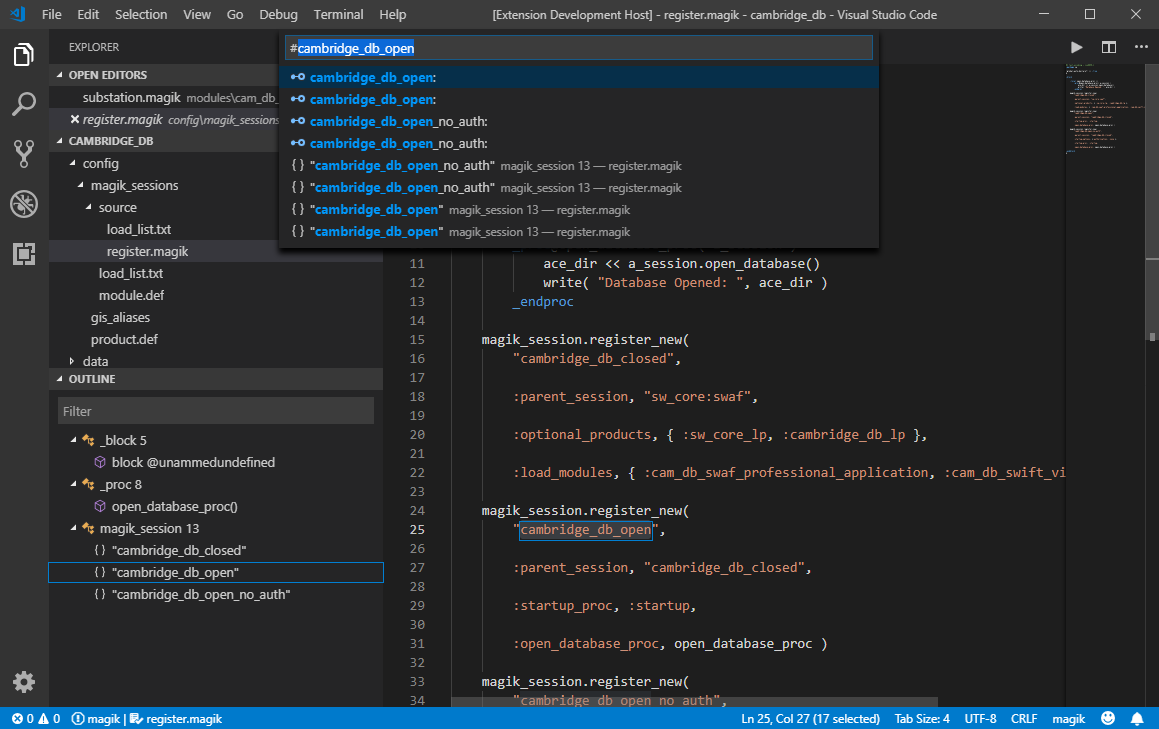 File Edit Selection View Go Debug Terminal Help [Extension Development Host] - register.magik - cambridge_db - Visual Studio Code
EXPLORER
OPEN EDITORS
substation.magik modules\cam_db_
register.magik config\magik_sessions
CAMBRIDGE_DB
config
magik_sessions
source
load_list.txt
register.magik
load_list.txt
module.def
gis_aliases
product.def
data
OUTLINE
Filter
_block 5
block @unammedundefined
_proc 8
open_database_proc()
magik_session 13
{ } "cambridge_db_closed"
{ } "cambridge_db_open"
{ } "cambridge_db_open_no_auth"
#cambridge_db_open
cambridge_db_open:
cambridge_db_open:
cambridge_db_open_no_auth:
cambridge_db_open_no_auth:
{ } "cambridge_db_open_no_auth" magik_session 13 — register.magik
{ } "cambridge_db_open_no_auth" magik_session 13 — register.magik
{ } "cambridge_db_open" magik_session 13 — register.magik
{ } "cambridge_db_open" magik_session 13 — register.magik
11 ace_dir << a_session.open_database()
12 write( "Database Opened: ", ace_dir )
13 _endproc
14
15 magik_session.register_new(
16 "cambridge_db_closed",
17
18 :parent_session, "sw_core:swaf",
19
20 :optional_products, { :sw_core_lp, :cambridge_db_lp },
21
22 :load_modules, { :cam_db_swaf_professional_application, :cam_db_swift_vi
23
24 magik_session.register_new(
25 "cambridge_db_open",
26
27 :parent_session, "cambridge_db_closed",
28
29 :startup_proc, :startup,
30
31 :open_database_proc, open_database_proc )
32
33 magik_session.register_new(
34 "cambridge_db_open_no_auth",
0 0 magik | register.magik Ln 25, Col 27 (17 selected) Tab Size: 4 UTF-8 CRLF magik